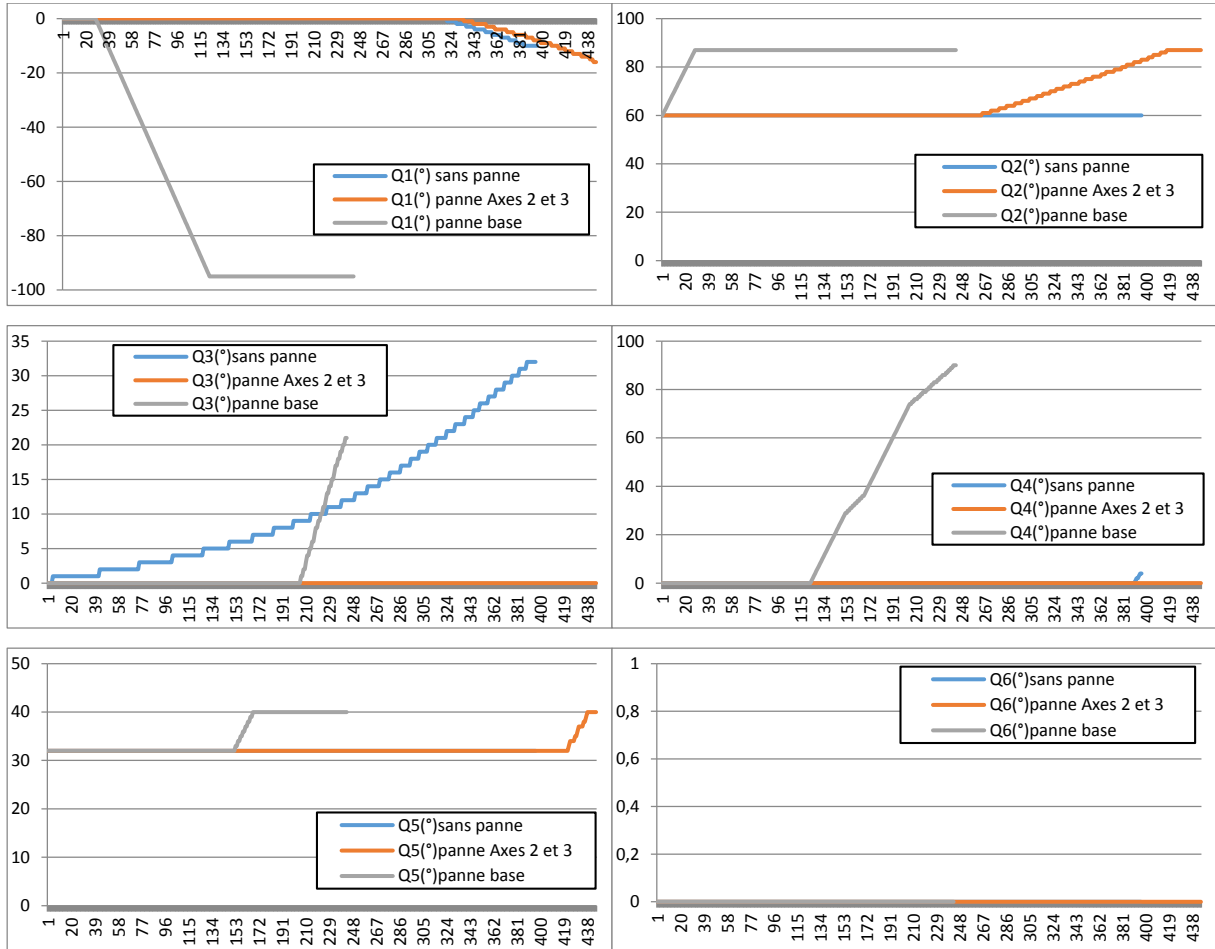 0
-20
-40
-60
-80
-100
1 20 39 58 77 96 115 134 153 172 191 210 229 248 267 286 305 324 343 362 381 400 419 438
Q1(°) sans panne
Q1(°) panne Axes 2 et 3
Q1(°) panne base
100
80
60
40
20
0
Q2(°) sans panne
Q2(°)panne Axes 2 et 3
Q2(°)panne base
1 20 39 58 77 96 115 134 153 172 191 210 229 248 267 286 305 324 343 362 381 400 419 438
35
30
25
20
15
10
5
0
Q3(°)sans panne
Q3(°)panne Axes 2 et 3
Q3(°)panne base
1 20 39 58 77 96 115 134 153 172 191 210 229 248 267 286 305 324 343 362 381 400 419 438
100
80
60
40
20
0
Q4(°)sans panne
Q4(°)panne Axes 2 et 3
Q4(°)panne base
1 20 39 58 77 96 115 134 153 172 191 210 229 248 267 286 305 324 343 362 381 400 419 438
50
40
30
20
10
0
Q5(°)sans panne
Q5(°)panne Axes 2 et 3
Q5(°)panne base
1 20 39 58 77 96 115 134 153 172 191 210 229 248 267 286 305 324 343 362 381 400 419 438
1
0,8
0,6
0,4
0,2
0
Q6(°)sans panne
Q6(°)panne Axes 2 et 3
Q6(°)panne base
1 20 39 58 77 96 115 134 153 172 191 210 229 248 267 286 305 324 343 362 381 400 419 438